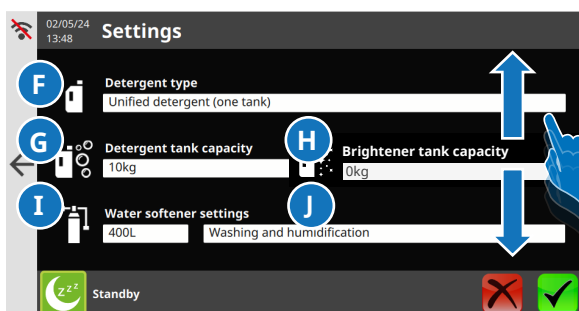 02/05/24
13:48
Settings
F
Detergent type
Unified detergent (one tank)
G
Detergent tank capacity
10kg
H
Brightener tank capacity
0kg
I
Water softener settings
400L
J
Washing and humidification
zzz
Standby